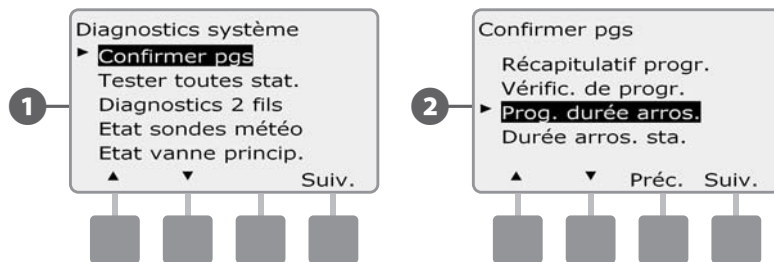 1
Diagnostics système
► Confirmer pgs
Tester toutes stat.
Diagnostics 2 fils
Etat sondes météo
Etat vanne princip.
▲ ▼ Suiv.
2
Confirmer pgs
Récapitulatif progr.
Vérific. de progr.
► Prog. durée arros.
Durée arros. sta.
▲ ▼ Préc. Suiv.